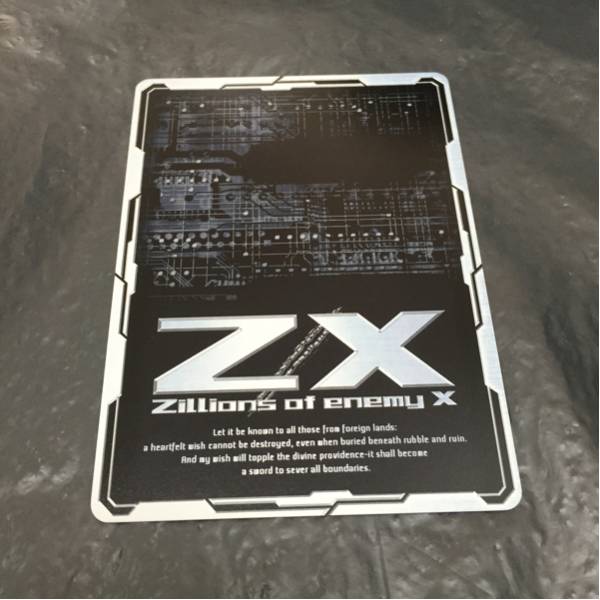 Z/X
Zillions of enemy X
Let it be known to all those from foreign lands:
a heartfelt wish cannot be destroyed, even when buried beneath rubble and ruin.
And my wish will topple the divine providence-it shall become
a sword to sever all boundaries.